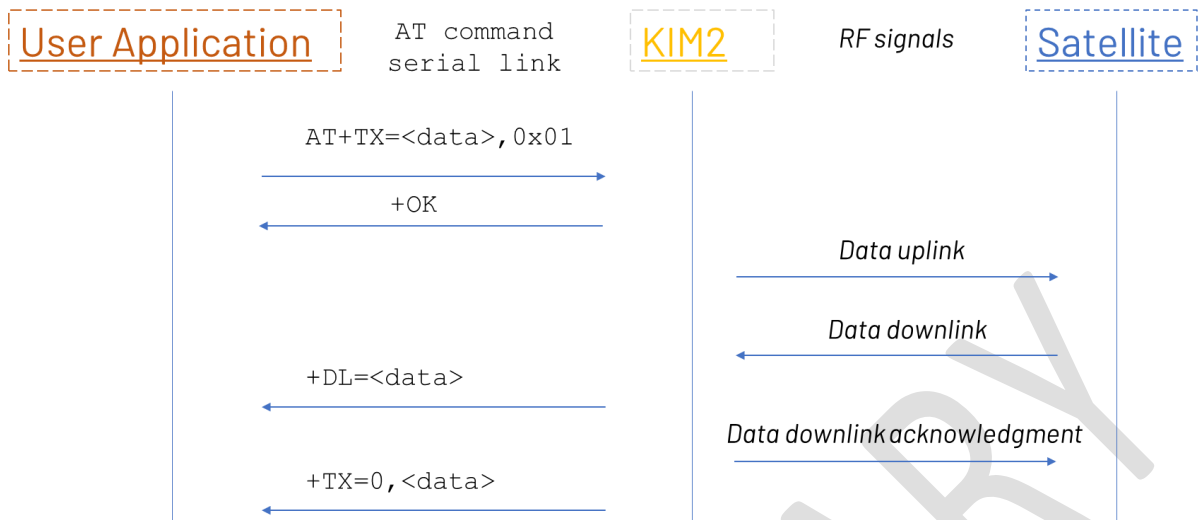 User Application
AT command
serial link
KIM2
RF signals
Satellite
AT+TX=<data>,0x01
+OK
Data uplink
Data downlink
+DL=<data>
Data downlink acknowledgment
+TX=0,<data>